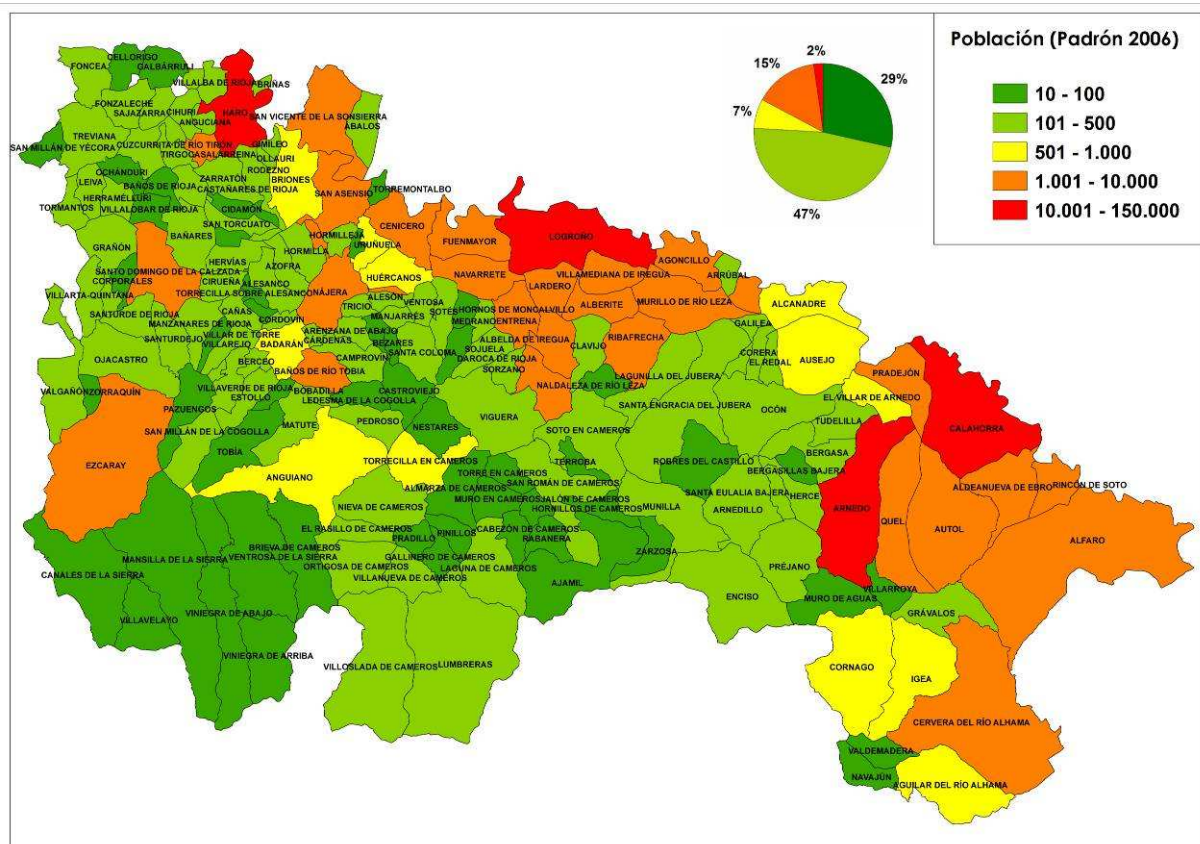 Población (Padrón 2006)
10 - 100
101 - 500
501 - 1.000
1.001 - 10.000
10.001 - 150.000
2%
15%
29%
7%
47%
CELLORIGO
FONCEA
GALBÁRRULI
VILLALBA DE RIOJA
BRIÑAS
FONZALECHE
SAJAZARRA
CIHURI
ANGUCIANA
HARO
SAN VICENTE DE LA SONSIERRA
ÁBALOS
TREVIANA
SAN MILLÁN DE YÉCORA
CUZCURRITA DE RÍO TIRÓN
TIRGO
CASALARREINA
GIMILEO
OLLAURI
RODEZNO
BRIONES
OCHÁNDURI
LEIVA
BAÑOS DE RIOJA
ZARRATÓN
CASTAÑARES DE RIOJA
SAN ASENSIO
TORREMONTALBO
HERRAMÉLLURI
TORMANTOS
VILLALOBAR DE RIOJA
CIDAMÓN
SAN TORCUATO
BAÑARES
HORMILLEJA
HORMILLA
URUÑUELA
CENICERO
FUENMAYOR
LOGROÑO
AGONCILLO
ARRÚBAL
GRAÑÓN
SANTO DOMINGO DE LA CALZADA
CORPORALES
HERVÍAS
CIRUEÑA
AZOFRA
ALESANCO
HUÉRCANOS
NAVARRETE
VILLAMEDIANA DE IREGUA
LARDERO
VILLARTA-QUINTANA
TORRECILLA SOBRE ALESANCO
NÁJERA
ALESÓN
VENTOSA
HORNOS DE MONCALVILLO
ALBERITE
MURILLO DE RÍO LEZA
ALCANADRE
SANTURDE DE RIOJA
MANZANARES DE RIOJA
CAÑAS
CORDOVÍN
TRICIO
MANJARRÉS
SOTÉS
MEDRANO
ENTRENA
GALILEA
SANTURDEJO
VILLAR DE TORRE
VILLAREJO
BADARÁN
ARENZANA DE ABAJO
CÁRDENAS
BEZARES
SANTA COLOMA
SOJUELA
ALBELDA DE IREGUA
DAROCA DE RIOJA
CLAVIJO
RIBAFRECHA
CORERA
EL REDAL
AUSEJO
OJACASTRO
BERCEO
BAÑOS DE RÍO TOBIA
CAMPROVÍN
SORZANO
LAGUNILLA DEL JUBERA
PRADEJÓN
VALGAÑÓN
ZORRAQUÍN
PAZUENGOS
VILLAVERDE DE RIOJA
ESTOLLO
BOBADILLA
LEDESMA DE LA COGOLLA
CASTROVIEJO
NALDA
LEZA DE RÍO LEZA
EL VILLAR DE ARNEDO
SAN MILLÁN DE LA COGOLLA
MATUTE
PEDROSO
NESTARES
VIGUERA
SANTA ENGRACIA DEL JUBERA
OCÓN
TUDELILLA
CALAHORRA
TOBÍA
SOTO EN CAMEROS
BERGASA
EZCARAY
ANGUIANO
TORRECILLA EN CAMEROS
TERROBA
ROBRES DEL CASTILLO
BERGASILLAS BAJERA
TORRE EN CAMEROS
SAN ROMÁN DE CAMEROS
ALMARZA DE CAMEROS
MURO EN CAMEROS
JALÓN DE CAMEROS
HORNILLOS DE CAMEROS
SANTA EULALIA BAJERA
HERCE
ALDEANUEVA DE EBRO
RINCÓN DE SOTO
NIEVA DE CAMEROS
MUNILLA
ARNEDILLO
ARNEDO
QUEL
AUTOL
EL RASILLO DE CAMEROS
PRADILLO
PINILLOS
CABEZÓN DE CAMEROS
RABANERA
ALFARO
BRIEVA DE CAMEROS
MANSILLA DE LA SIERRA
VENTROSA DE LA SIERRA
ORTIGOSA DE CAMEROS
GALLINERO DE CAMEROS
LAGUNA DE CAMEROS
ZARZOSA
CANALES DE LA SIERRA
VILLANUEVA DE CAMEROS
AJAMIL
PRÉJANO
ENCISO
VILLARROYA
MURO DE AGUAS
VILLAVELAYO
VINIEGRA DE ABAJO
GRÁVALOS
VINIEGRA DE ARRIBA
VILLOSLADA DE CAMEROS
LUMBRERAS
CORNAGO
IGEA
CERVERA DEL RÍO ALHAMA
VALDEMADERA
NAVAJÚN
AGUILAR DEL RÍO ALHAMA